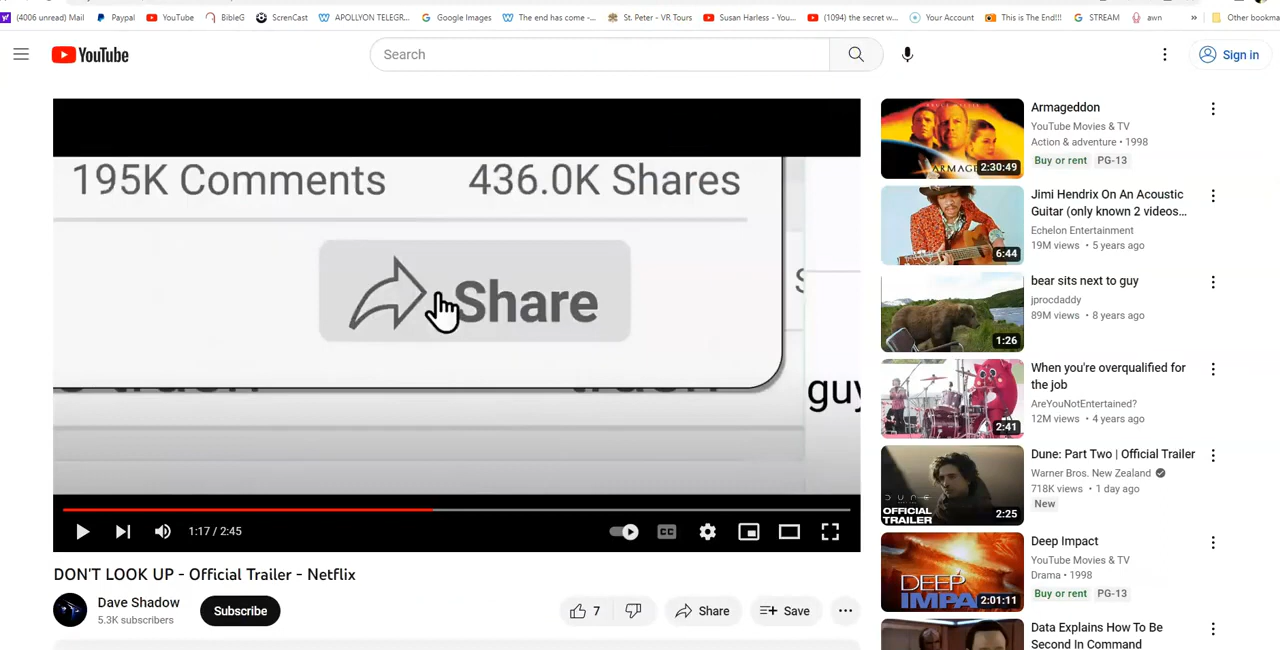 (4006 unread) Mail Paypal YouTube BibleG ScrenCast APOLLYON TELEGR... Google Images The end has come -... St. Peter - VR Tours Susan Harless - You... (1094) the secret w... Your Account This is The End!!! STREAM awn » Other bookma
YouTube
Search
Sign in
195K Comments 436.0K Shares
Share
guy
1:17 / 2:45
CC
DON'T LOOK UP - Official Trailer - Netflix
Dave Shadow
5.3K subscribers
Subscribe
7
Share
Save
ARMAGE
2:30:49
Armageddon
YouTube Movies & TV
Action & adventure • 1998
Buy or rent PG-13
6:44
Jimi Hendrix On An Acoustic
Guitar (only known 2 videos...
Echelon Entertainment
19M views • 5 years ago
1:26
bear sits next to guy
jprocdaddy
89M views • 8 years ago
2:41
When you're overqualified for
the job
AreYouNotEntertained?
12M views • 4 years ago
DUNE
OFFICIAL
TRAILER
2:25
Dune: Part Two | Official Trailer
Warner Bros. New Zealand
718K views • 1 day ago
New
DEEP
IMPA
2:01:11
Deep Impact
YouTube Movies & TV
Drama • 1998
Buy or rent PG-13
Data Explains How To Be
Second In Command